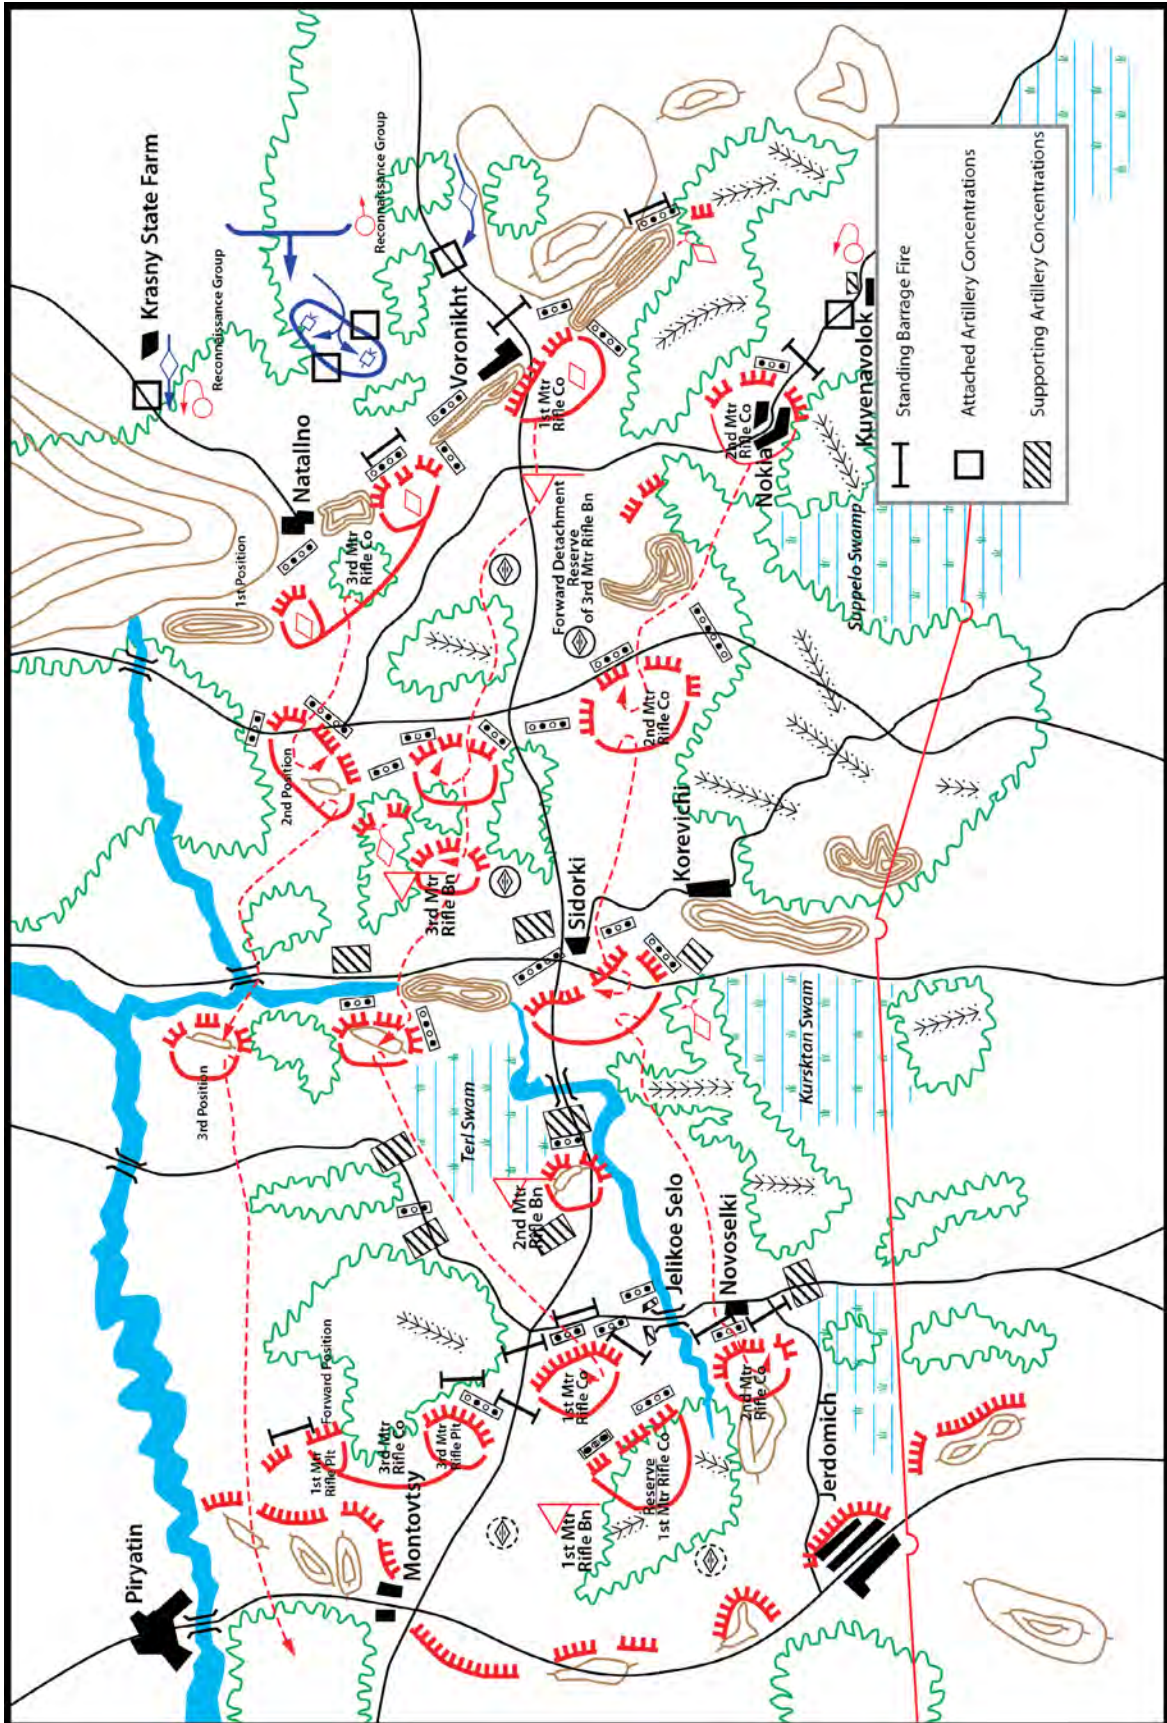 Krasny State Farm
Reconnaissance Group
Reconnaissance Group
Natallno
Voronikht
1st Position
3rd Mtr
Rifle Co
1st Mtr
Rifle Co
2nd Mtr
Rifle Co
Nokia
Kuyenavolok
Forward Detachment
Reserve
of 3rd Mtr Rifle Bn
Suppelo Swamp
Standing Barrage Fire
Attached Artillery Concentrations
Supporting Artillery Concentrations
2nd Position
2nd Mtr
Rifle Co
3rd Mtr
Rifle Bn
Sidorki
Korevichi
3rd Position
Terl Swam
Kursktan Swam
2nd Mtr
Rifle Bn
Jelikoe Selo
Novoselki
Forward Position
1st Mtr
Rifle Plt
3rd Mtr
Rifle Co
3rd Mtr
Rifle Plt
1st Mtr
Rifle Co
2nd Mtr
Rifle Co
Reserve
1st Mtr Rifle Co
1st Mtr
Rifle Bn
Jerdomich
Montovtsy
Piryatin